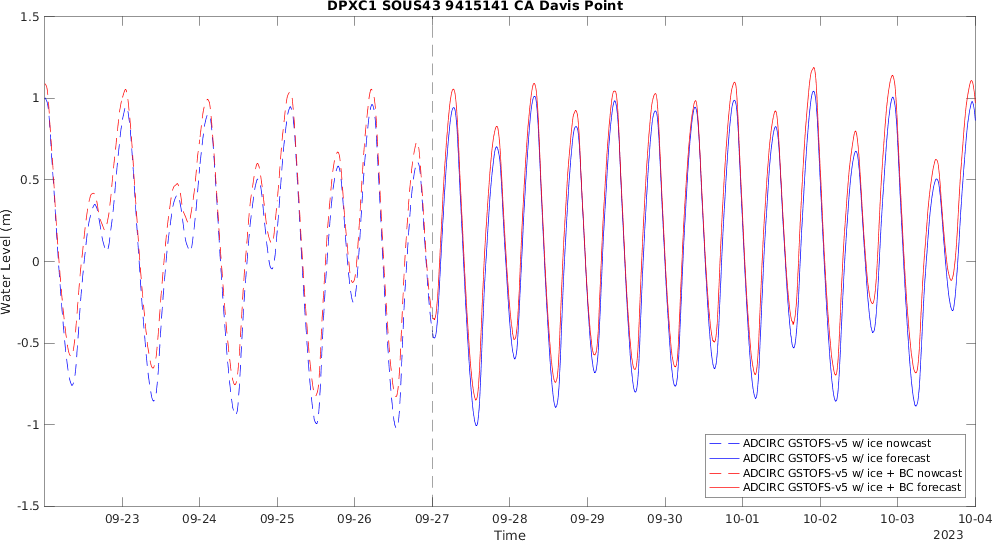 DPXC1 SOUS43 9415141 CA Davis Point
1.5
1
0.5
0
-0.5
-1
-1.5
Water Level (m)
09-23 09-24 09-25 09-26 09-27 09-28 09-29 09-30 10-01 10-02 10-03 10-04
Time
2023
ADCIRC GSTOFS-v5 w/ ice nowcast
ADCIRC GSTOFS-v5 w/ ice forecast
ADCIRC GSTOFS-v5 w/ ice + BC nowcast
ADCIRC GSTOFS-v5 w/ ice + BC forecast